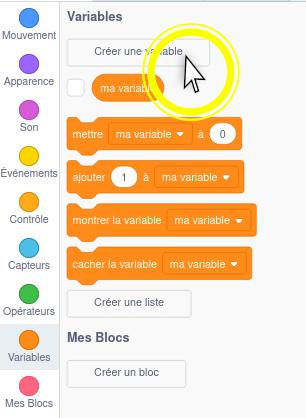 Mouvement
Apparence
Son
Événements
Contrôle
Capteurs
Opérateurs
Variables
Mes Blocs
Variables
Créer une variable
ma variable
mettre ma variable à 0
ajouter 1 à ma variable
montrer la variable ma variable
cacher la variable ma variable
Créer une liste
Mes Blocs
Créer un bloc